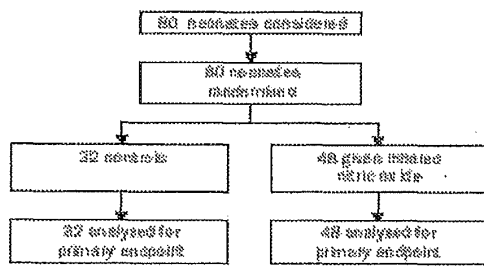 80 neonates considered
80 neonates
randomised
32 controls
48 given inhaled
nitric oxide
32 analysed for
primary endpoint
48 analysed for
primary endpoint